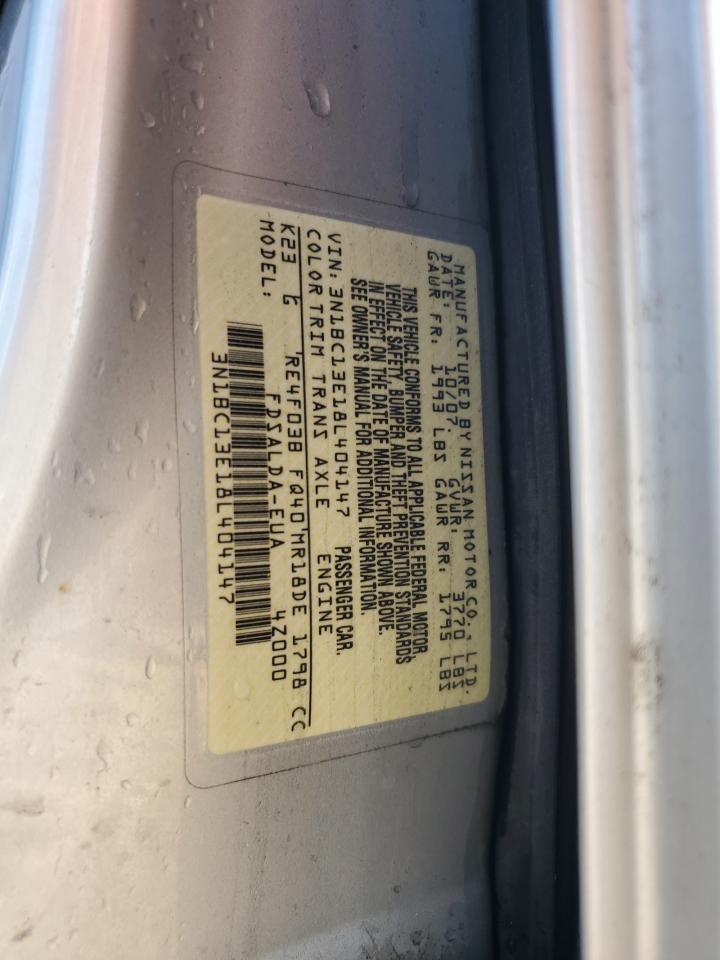 MANUFACTURED BY NISSAN MOTOR CO., LTD.
DATE: 10/07. GVWR: 3770 LBS
GAWR FR: 1993 LBS GAWR RR: 1795 LBS
THIS VEHICLE CONFORMS TO ALL APPLICABLE FEDERAL MOTOR
VEHICLE SAFETY, BUMPER AND THEFT PREVENTION STANDARDS
IN EFFECT ON THE DATE OF MANUFACTURE SHOWN ABOVE.
SEE OWNER'S MANUAL FOR ADDITIONAL INFORMATION.
VIN: 3N1BC13E18L404147 PASSENGER CAR.
COLOR TRIM TRANS AXLE ENGINE
K23 G RE4F03B FQ40 MR18DE 1798 CC
MODEL: FDSALDA-EUA 4Z000
3N1BC13E18L404147